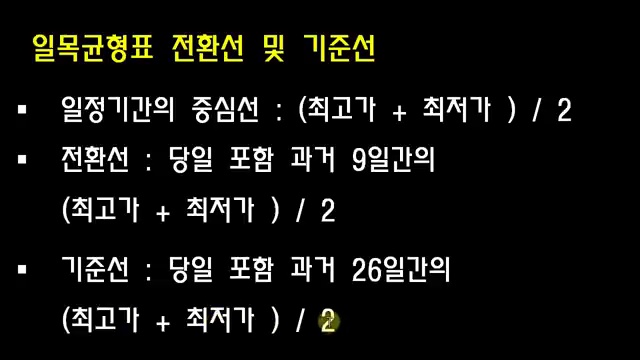 일목균형표 전환선 및 기준선
▪ 일정기간의 중심선 : (최고가 + 최저가 ) / 2
▪ 전환선 : 당일 포함 과거 9일간의
(최고가 + 최저가 ) / 2
▪ 기준선 : 당일 포함 과거 26일간의
(최고가 + 최저가 ) / 2